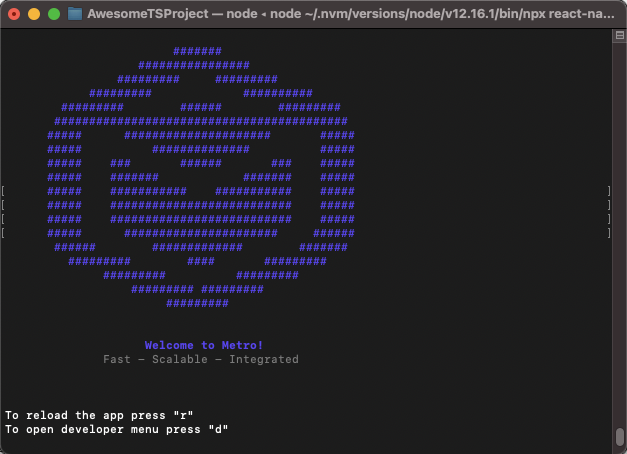 AwesomeTSProject — node ◂ node ~/.nvm/versions/node/v12.16.1/bin/npx react-na...
Welcome to Metro!
Fast - Scalable - Integrated
To reload the app press "r"
To open developer menu press "d"